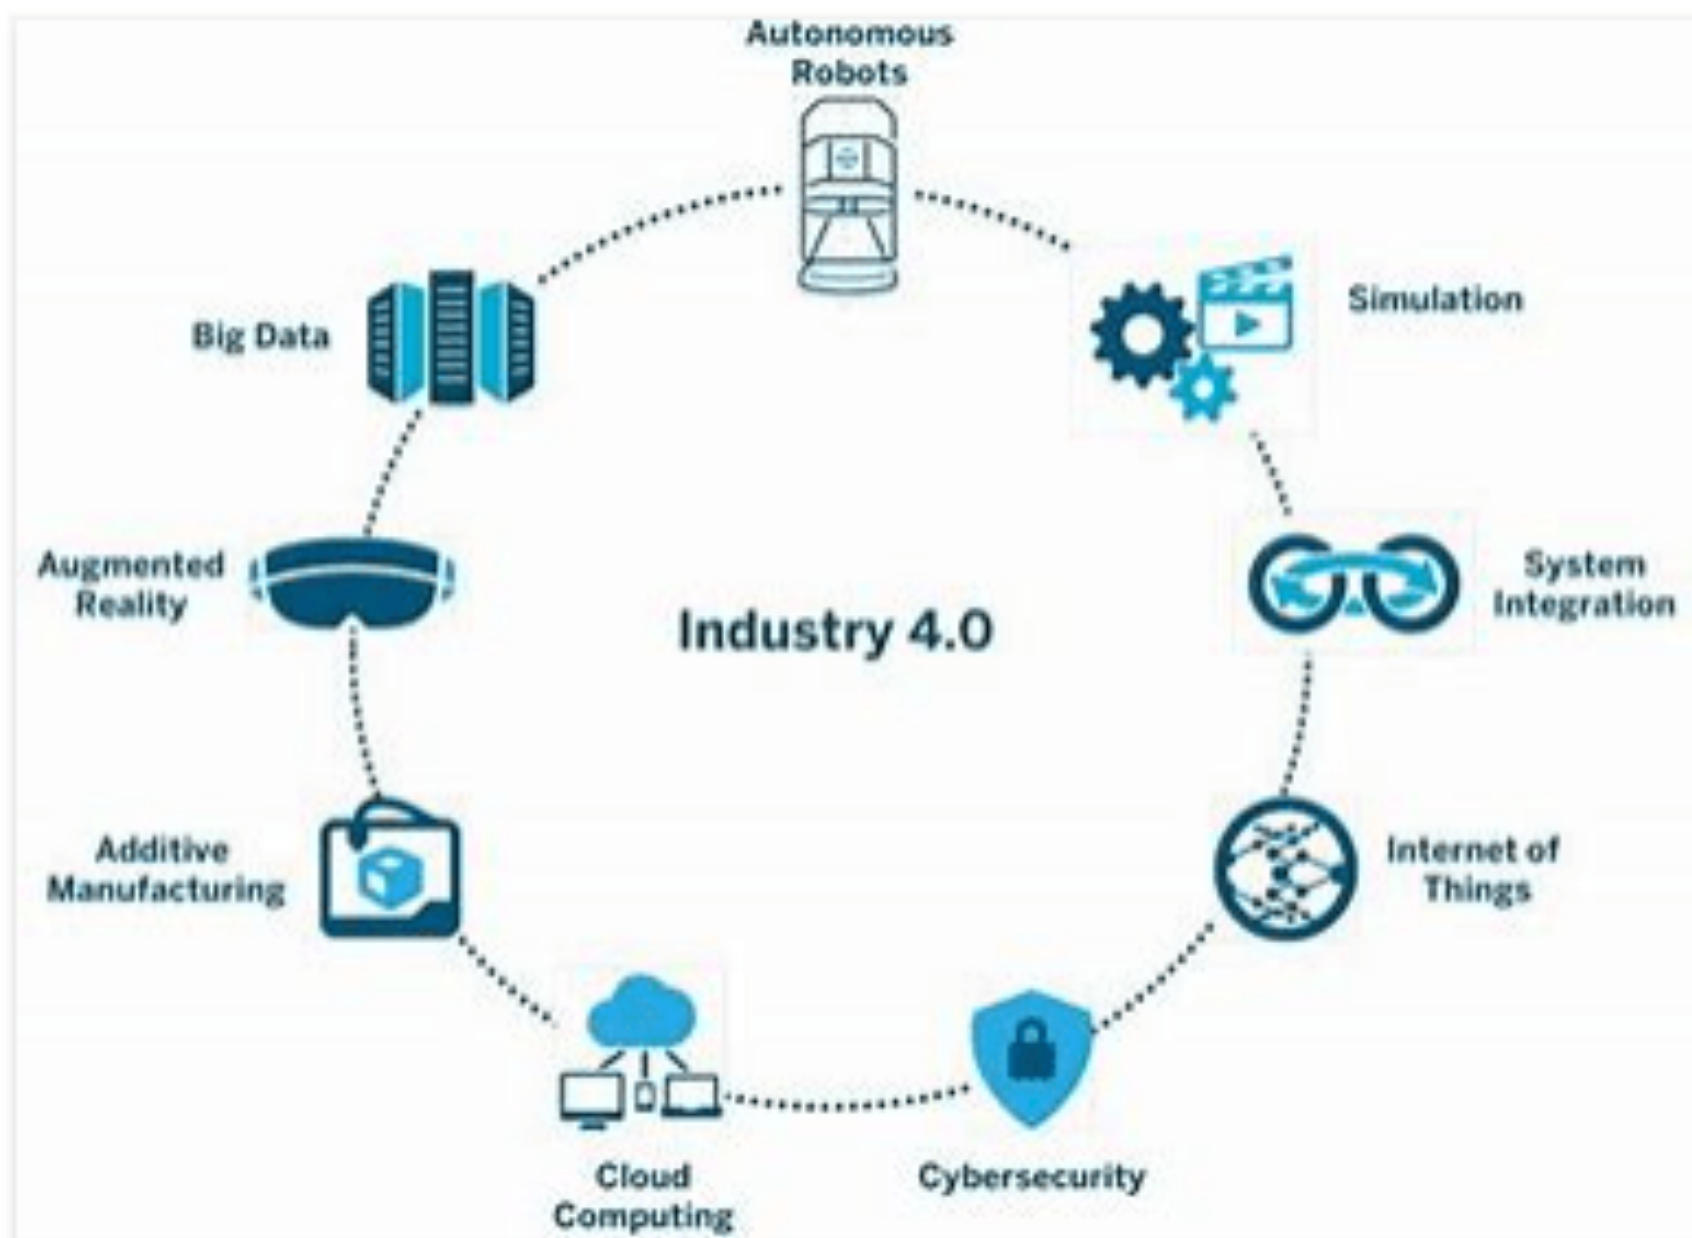 Autonomous
Robots
Simulation
Big Data
System
Integration
Augmented
Reality
Industry 4.0
Internet of
Things
Additive
Manufacturing
Cloud
Computing
Cybersecurity